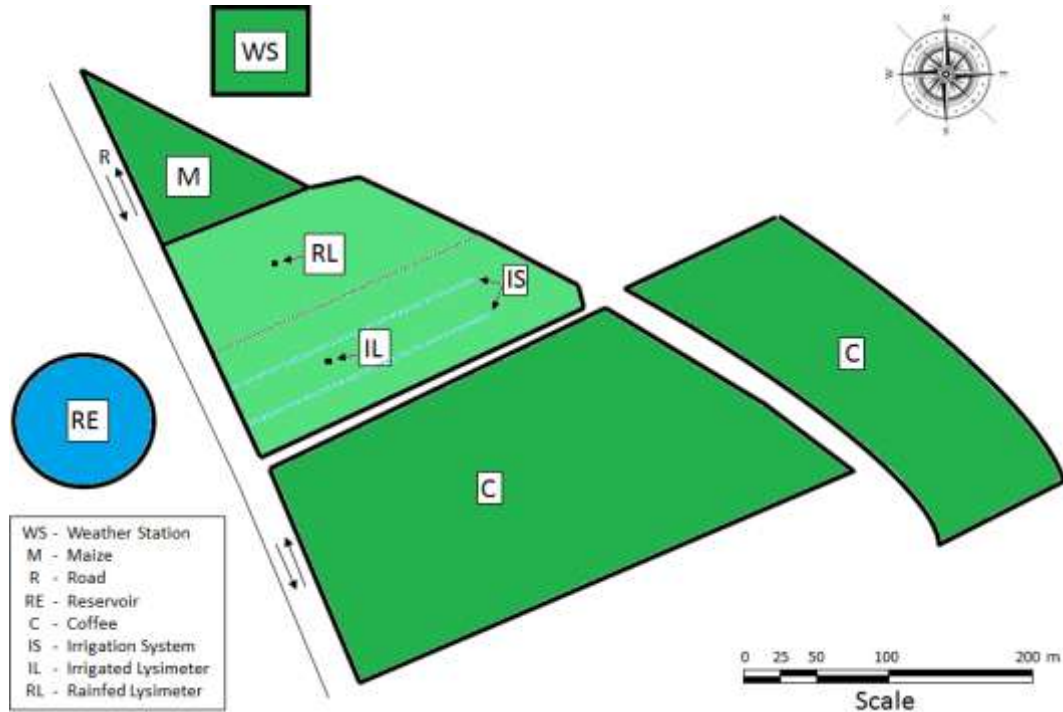 WS
N
W
S
R
M
RL
IS
IL
C
RE
C
WS - Weather Station
M - Maize
R - Road
RE - Reservoir
C - Coffee
IS - Irrigation System
IL - Irrigated Lysimeter
RL - Rainfed Lysimeter
0 25 50 100 200 m
Scale